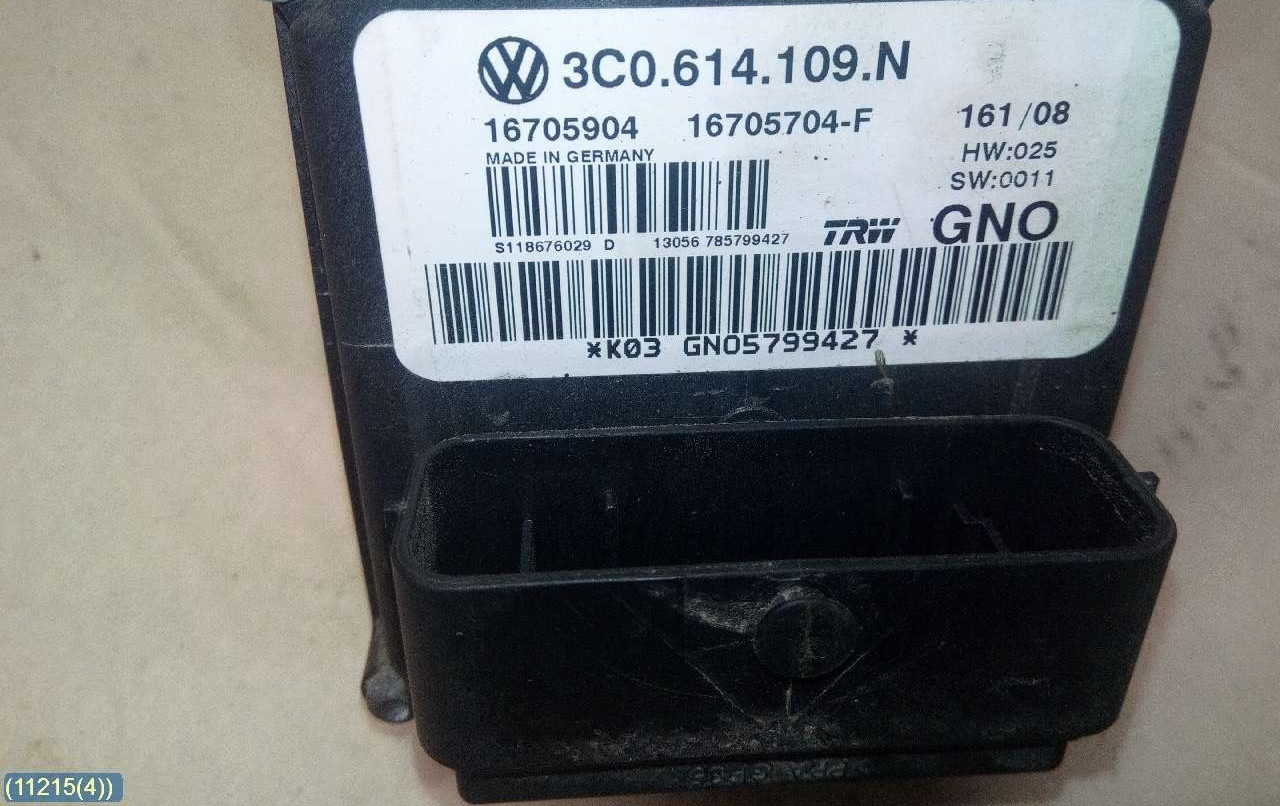 3C0.614.109.N
16705904 16705704-F 161/08
MADE IN GERMANY HW:025
SW:0011
S118676029 D 13056 785799427 TRW GNO
*K03 GNO5799427 *
(11215(4))